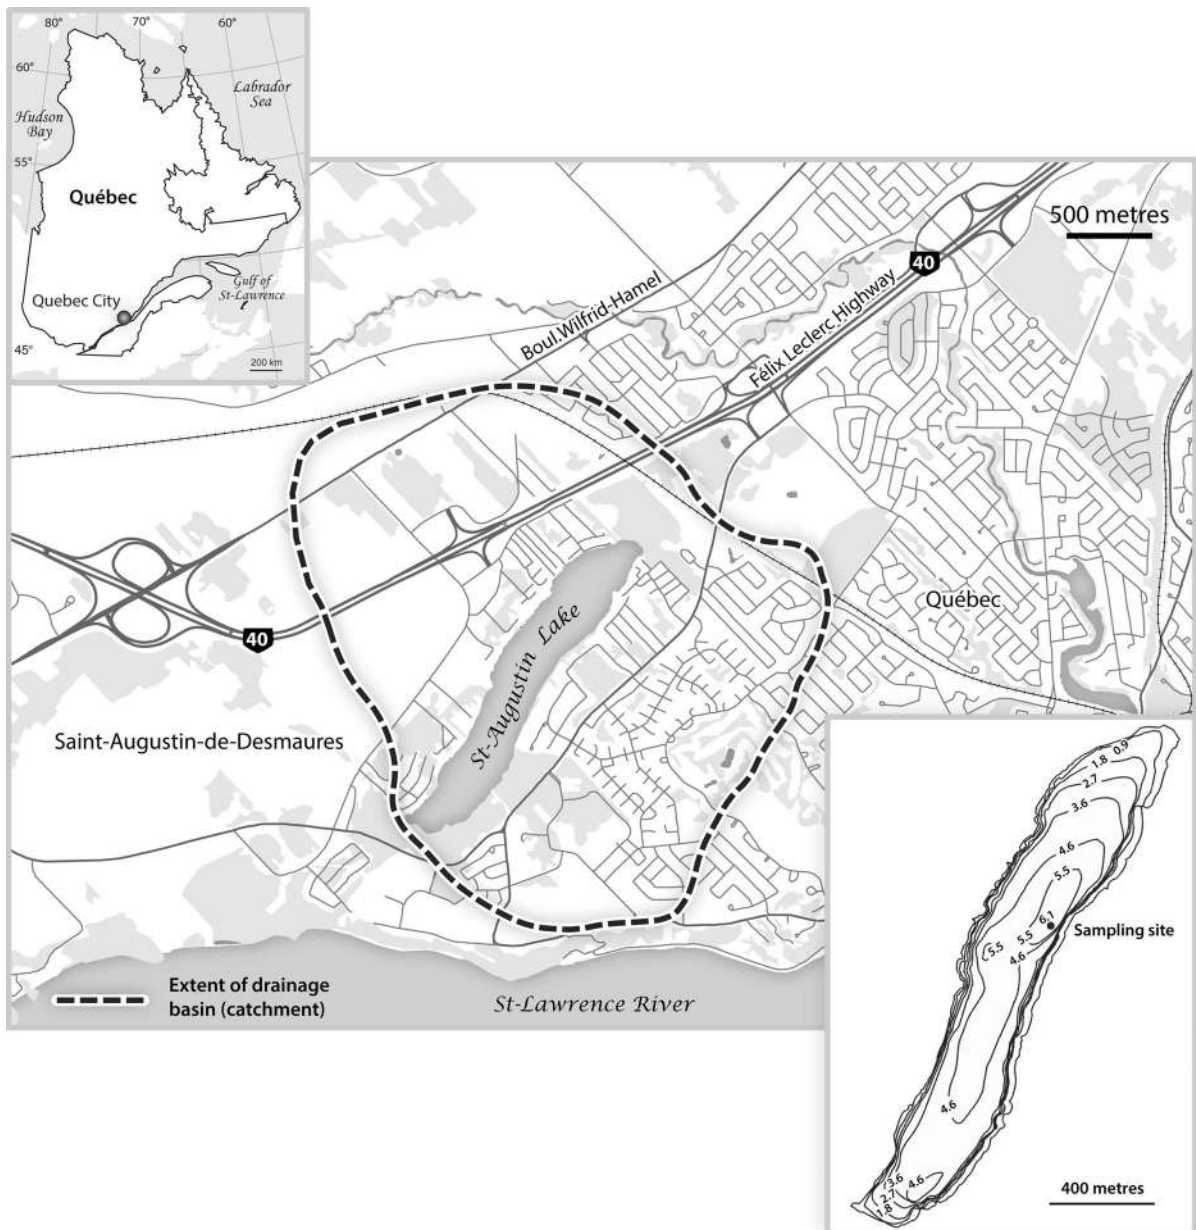 80°
70°
60°
60°
55°
45°
Labrador
Sea
Hudson
Bay
Québec
Gulf of
St-Lawrence
Quebec City
200 km
500 metres
40
Boul.Wilfrid-Hamel
Félix Leclerc Highway
40
Québec
St-Augustin Lake
Saint-Augustin-de-Desmaures
Extent of drainage
basin (catchment)
St-Lawrence River
0.9
1.8
2.7
3.6
4.6
5.5
6.1
Sampling site
5.5
5.5
4.6
4.6
3.6
4.6
2.7
1.8
400 metres